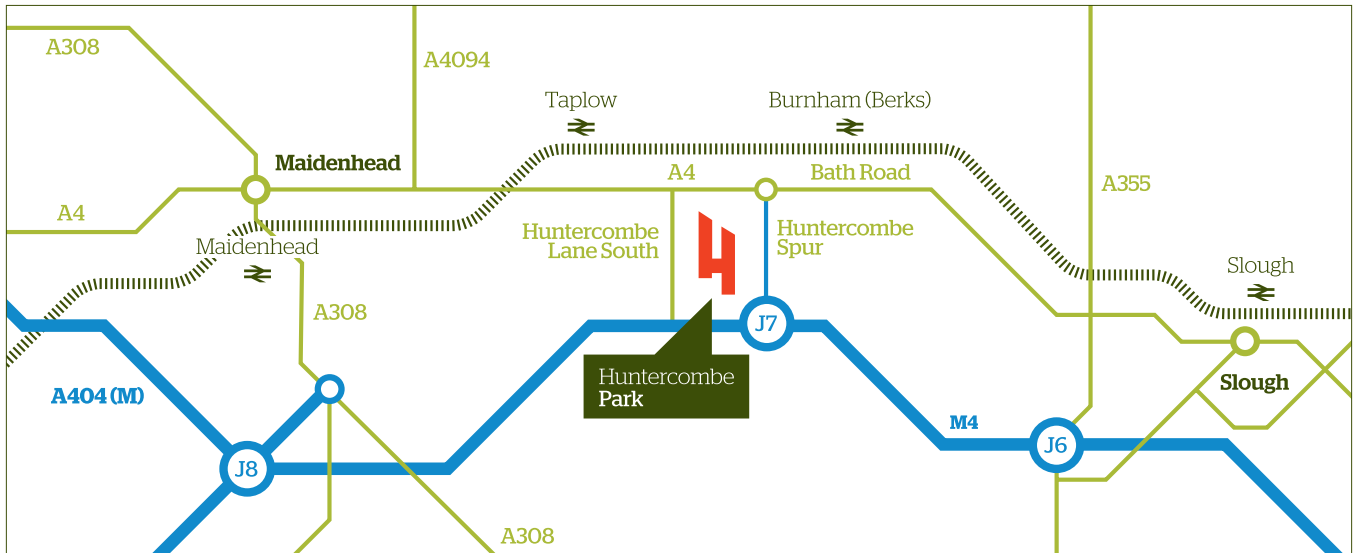 A308
A4094
Taplow
Burnham (Berks)
Maidenhead
A4
Bath Road
A355
A4
Huntercombe
Lane South
Huntercombe
Spur
Maidenhead
Slough
A308
J7
Huntercombe
Park
A404 (M)
Slough
M4
J6
J8
A308